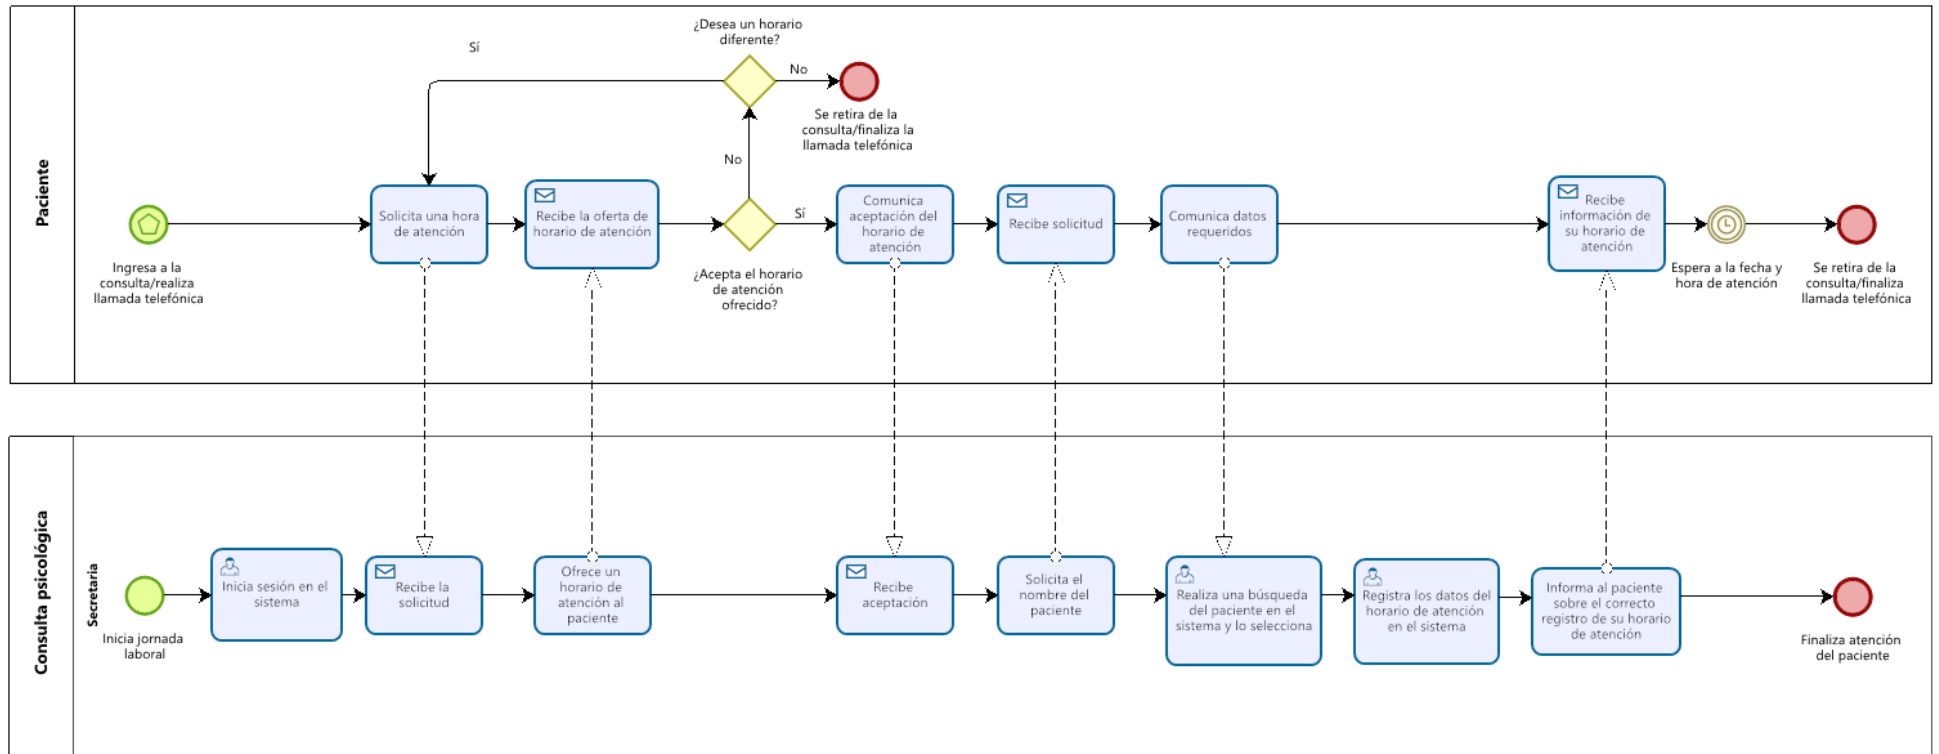 ¿Desea un horario
diferente?
Sí
No
Se retira de la
consulta/finaliza la
llamada telefónica
No
Paciente
Ingresa a la
consulta/realiza
llamada telefónica
Solicita una hora
de atención
Recibe la oferta de
horario de atención
¿Acepta el horario
de atención
ofrecido?
Sí
Comunica
aceptación del
horario de
atención
Recibe solicitud
Comunica datos
requeridos
Recibe
información de
su horario de
atención
Espera a la fecha y
hora de atención
Se retira de la
consulta/finaliza
llamada telefónica
Consulta psicológica
Secretaria
Inicia jornada
laboral
Inicia sesión en el
sistema
Recibe la
solicitud
Ofrece un
horario de
atención al
paciente
Recibe
aceptación
Solicita el
nombre del
paciente
Realiza una búsqueda
del paciente en el
sistema y lo selecciona
Registra los datos del
horario de atención
en el sistema
Informa al paciente
sobre el correcto
registro de su horario
de atención
Finaliza atención
del paciente